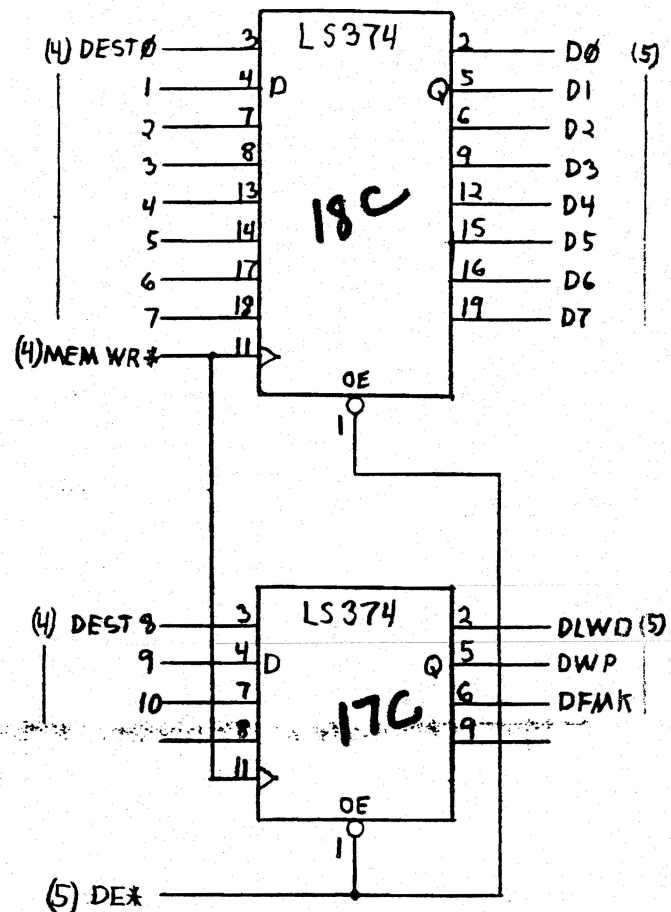 LS374
(4) DESTØ 3 2 DØ (5)
1 4 D Q 5 D1
2 7 6 D2
3 8 9 D3
4 13 12 D4
5 14 15 D5
6 17 16 D6
7 18 19 D7
18C
(4) MEM WR* 11
OE
1
LS374
(4) DEST 8 3 2 DLWD (5)
9 4 D Q 5 DWP
10 7 6 DFMK
8 9
17C
11
OE
1
(5) DE*